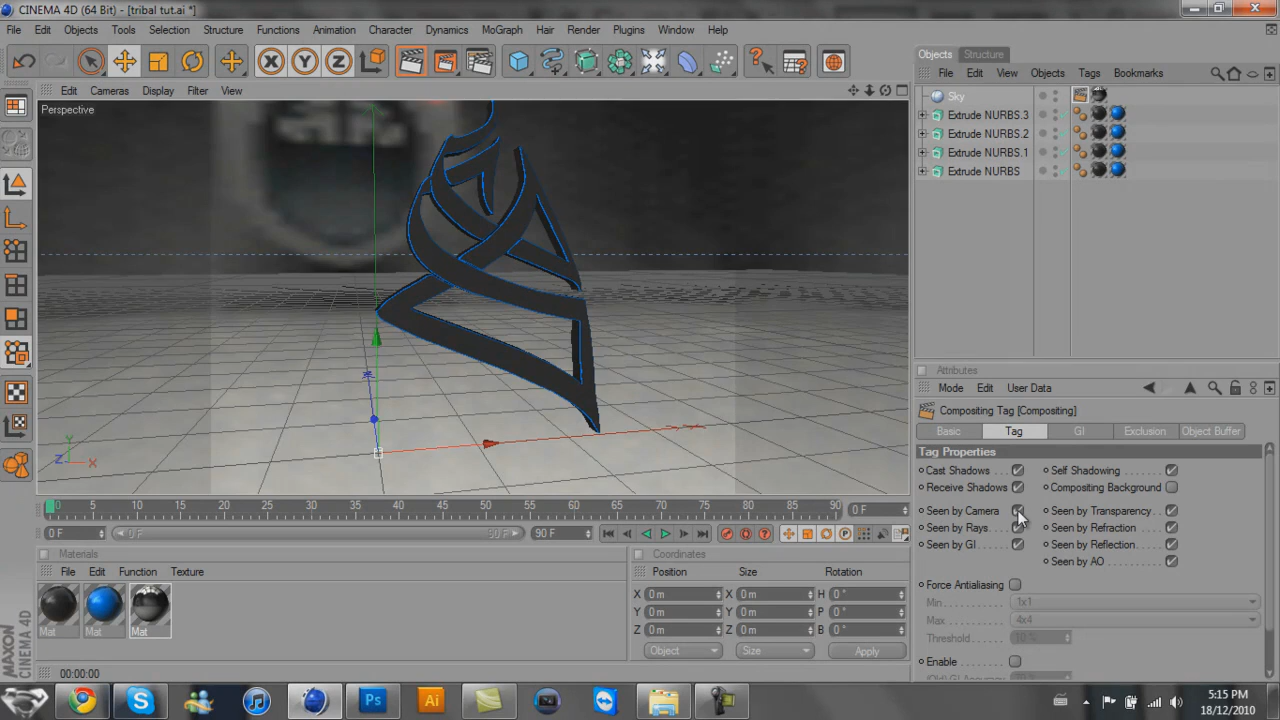 CINEMA 4D (64 Bit) - [tribal tut.ai *]
File Edit Objects Tools Selection Structure Functions Animation Character Dynamics MoGraph Hair Render Plugins Window Help
X Y Z
Edit Cameras Display Filter View
Perspective
Y
Z X
0 5 10 15 20 25 30 35 40 45 50 55 60 65 70 75 80 85 90 0 F
0 F 0 F 90 F 90 F
Materials
File Edit Function Texture
Mat Mat Mat
Coordinates
Position Size Rotation
X 0 m X 0 m H 0 °
Y 0 m Y 0 m P 0 °
Z 0 m Z 0 m B 0 °
Object Size Apply
00:00:00
MAXON CINEMA 4D
Objects Structure
File Edit View Objects Tags Bookmarks
Sky
Extrude NURBS.3
Extrude NURBS.2
Extrude NURBS.1
Extrude NURBS
Attributes
Mode Edit User Data
Compositing Tag [Compositing]
Basic Tag GI Exclusion Object Buffer
Tag Properties
Cast Shadows Self Shadowing
Receive Shadows Compositing Background
Seen by Camera Seen by Transparency
Seen by Rays Seen by Refraction
Seen by GI Seen by Reflection
Seen by AO
Force Antialiasing
Min 1x1
Max 4x4
Threshold 10 %
Enable
Ps Ai
5:15 PM
18/12/2010